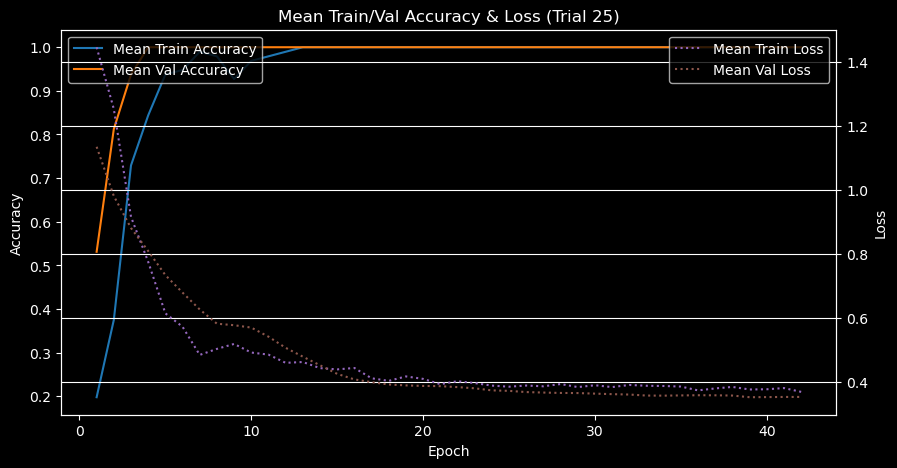 Mean Train/Val Accuracy & Loss (Trial 25)
Mean Train Accuracy
Mean Val Accuracy
Mean Train Loss
Mean Val Loss
1.0
0.9
0.8
0.7
0.6
0.5
0.4
0.3
0.2
Accuracy
1.4
1.2
1.0
0.8
0.6
0.4
Loss
0 10 20 30 40
Epoch